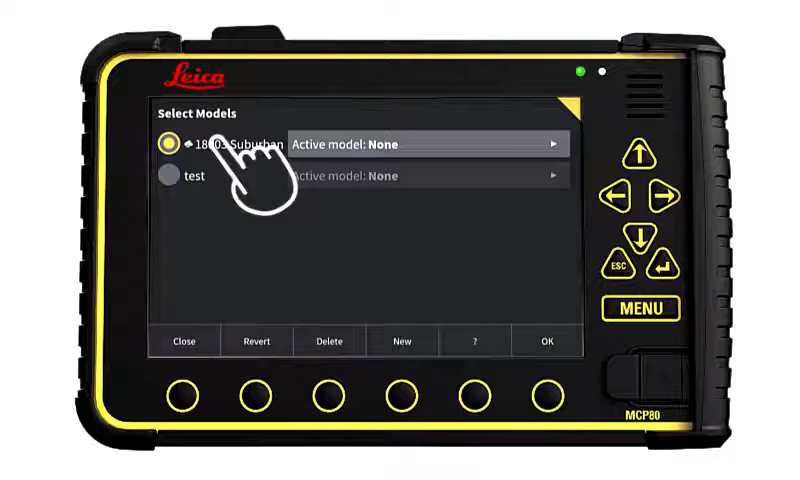 Leica
Select Models
18003 Suburban Active model: None ▸
test Active model: None ▸
Close Revert Delete New ? OK
ESC
MENU
MCP80